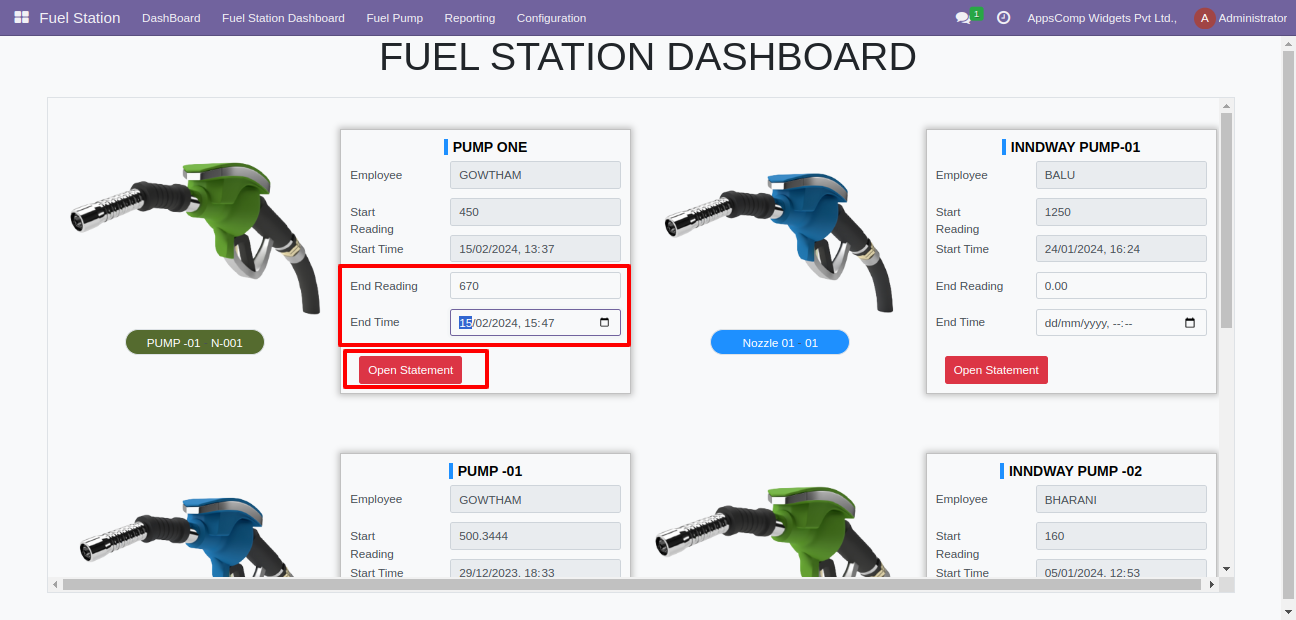 Fuel Station DashBoard Fuel Station Dashboard Fuel Pump Reporting Configuration 1 AppsComp Widgets Pvt Ltd., A Administrator
FUEL STATION DASHBOARD
PUMP ONE
Employee GOWTHAM
Start Reading 450
Start Time 15/02/2024, 13:37
End Reading 670
End Time 15/02/2024, 15:47
Open Statement
PUMP -01 N-001
INNDWAY PUMP-01
Employee BALU
Start Reading 1250
Start Time 24/01/2024, 16:24
End Reading 0.00
End Time dd/mm/yyyy, --:--
Open Statement
Nozzle 01 - 01
PUMP -01
Employee GOWTHAM
Start Reading 500.3444
Start Time 29/12/2023, 18:33
INNDWAY PUMP -02
Employee BHARANI
Start Reading 160
Start Time 05/01/2024, 12:53